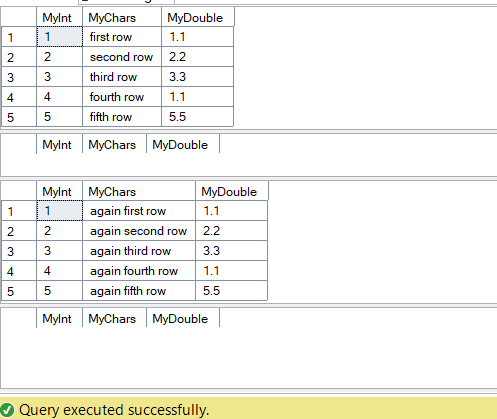 MyInt MyChars MyDouble
1 1 first row 1.1
2 2 second row 2.2
3 3 third row 3.3
4 4 fourth row 1.1
5 5 fifth row 5.5
MyInt MyChars MyDouble
MyInt MyChars MyDouble
1 1 again first row 1.1
2 2 again second row 2.2
3 3 again third row 3.3
4 4 again fourth row 1.1
5 5 again fifth row 5.5
MyInt MyChars MyDouble
Query executed successfully.